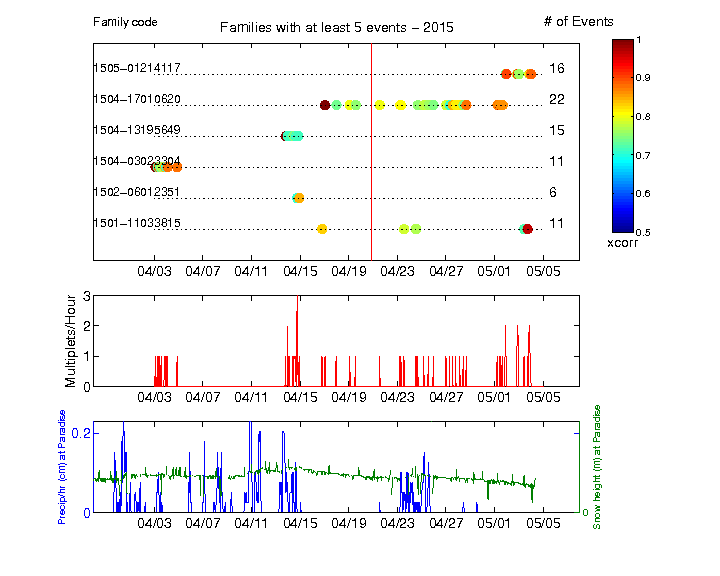 Family code
Families with at least 5 events − 2015
# of Events
1505−01214117 16
1504−17010620 22
1504−13195649 15
1504−03023304 11
1502−06012351 6
1501−11033815 11
04/03 04/07 04/11 04/15 04/19 04/23 04/27 05/01 05/05
1
0.9
0.8
0.7
0.6
0.5
xcorr
Multiplets/Hour
3
2
1
0
04/03 04/07 04/11 04/15 04/19 04/23 04/27 05/01 05/05
Precip/hr (cm) at Paradise
0.2
0
0
Snow height (m) at Paradise
04/03 04/07 04/11 04/15 04/19 04/23 04/27 05/01 05/05